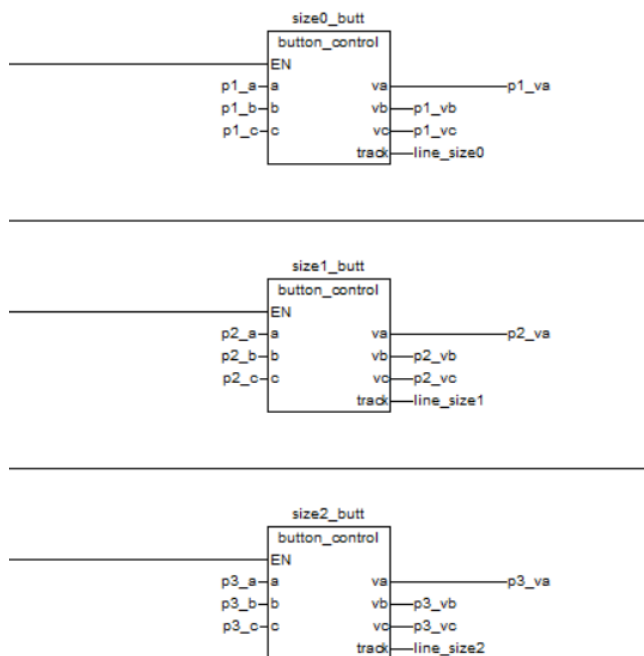 size0_butt
button_control
EN
p1_a a va p1_va
p1_b b vb p1_vb
p1_c c vc p1_vc
track line_size0
size1_butt
button_control
EN
p2_a a va p2_va
p2_b b vb p2_vb
p2_c c vc p2_vc
track line_size1
size2_butt
button_control
EN
p3_a a va p3_va
p3_b b vb p3_vb
p3_c c vc p3_vc
track line_size2